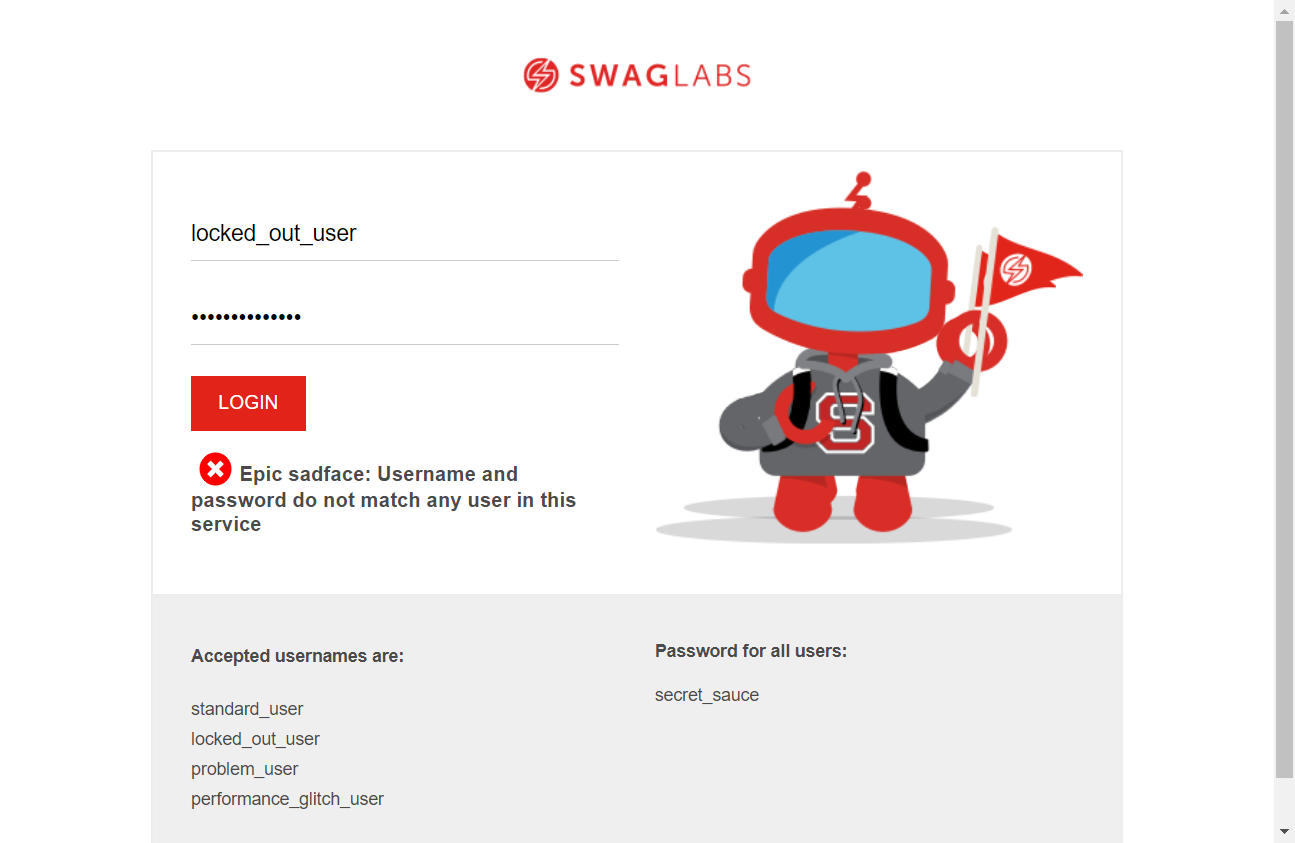 SWAGLABS
locked_out_user
••••••••••••••
LOGIN
Epic sadface: Username and
password do not match any user in this
service
S
Accepted usernames are:
standard_user
locked_out_user
problem_user
performance_glitch_user
Password for all users:
secret_sauce